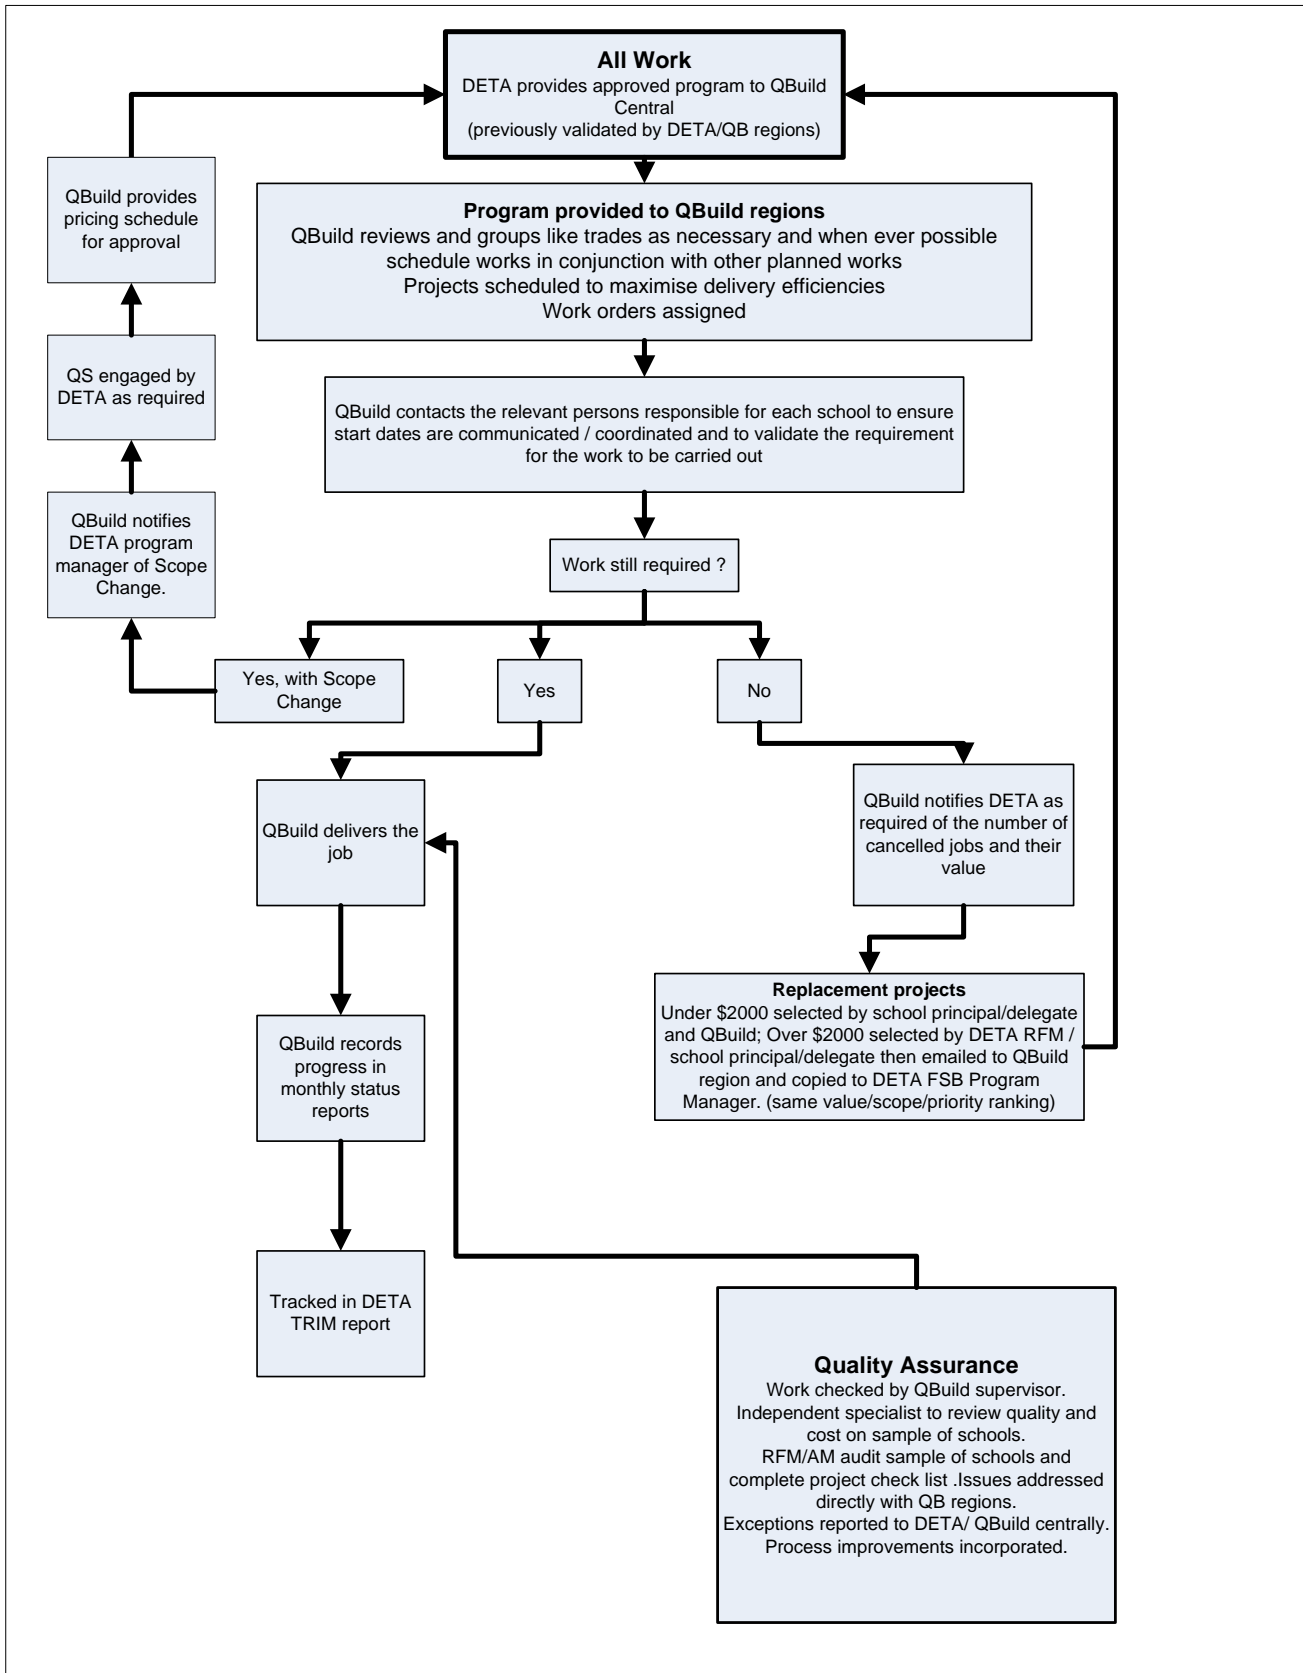 All Work
DETA provides approved program to QBuild
Central
(previously validated by DETA/QB regions)
QBuild provides
pricing schedule
for approval
Program provided to QBuild regions
QBuild reviews and groups like trades as necessary and when ever possible
schedule works in conjunction with other planned works
Projects scheduled to maximise delivery efficiencies
Work orders assigned
QS engaged by
DETA as required
QBuild contacts the relevant persons responsible for each school to ensure
start dates are communicated / coordinated and to validate the requirement
for the work to be carried out
QBuild notifies
DETA program
manager of Scope
Change.
Work still required ?
Yes, with Scope
Change
Yes
No
QBuild delivers the
job
QBuild notifies DETA as
required of the number of
cancelled jobs and their
value
Replacement projects
Under $2000 selected by school principal/delegate
and QBuild; Over $2000 selected by DETA RFM /
school principal/delegate then emailed to QBuild
region and copied to DETA FSB Program
Manager. (same value/scope/priority ranking)
QBuild records
progress in
monthly status
reports
Tracked in DETA
TRIM report
Quality Assurance
Work checked by QBuild supervisor.
Independent specialist to review quality and
cost on sample of schools.
RFM/AM audit sample of schools and
complete project check list .Issues addressed
directly with QB regions.
Exceptions reported to DETA/ QBuild centrally.
Process improvements incorporated.